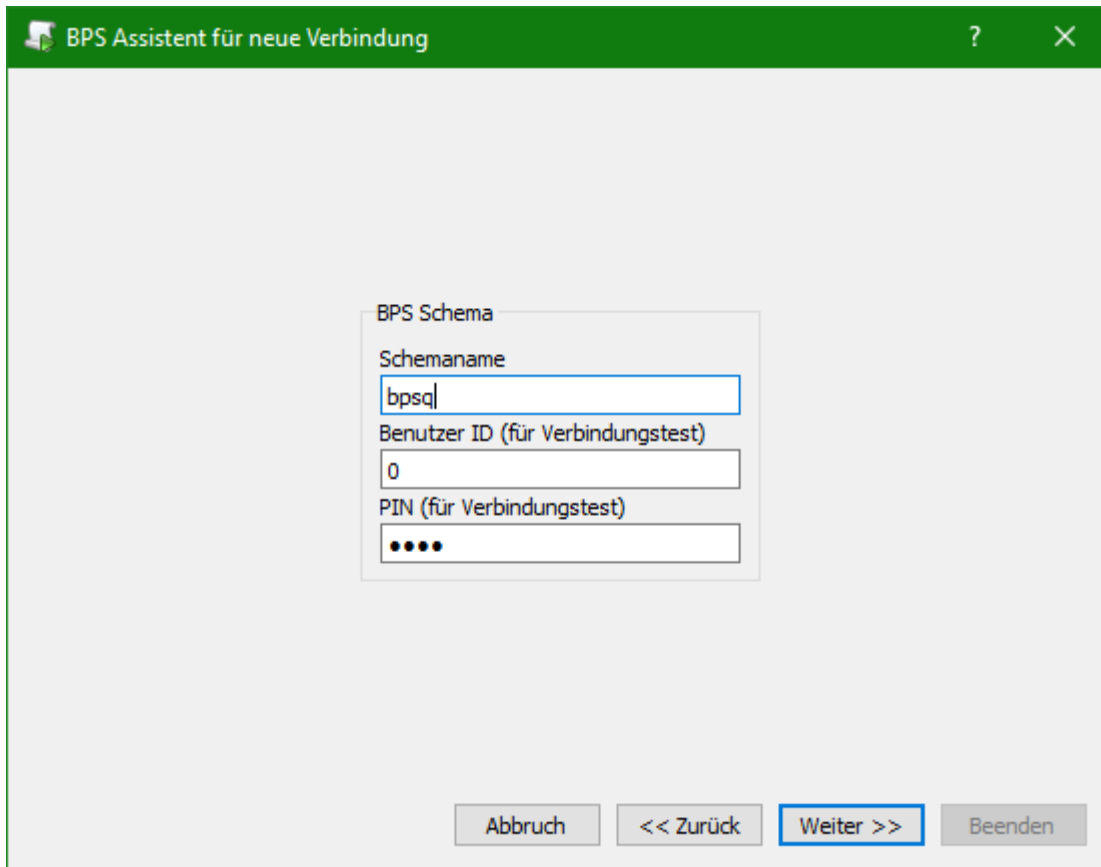 BPS Assistent für neue Verbindung
BPS Schema
Schemaname
bpsq
Benutzer ID (für Verbindungstest)
0
PIN (für Verbindungstest)
••••
Abbruch << Zurück Weiter >> Beenden